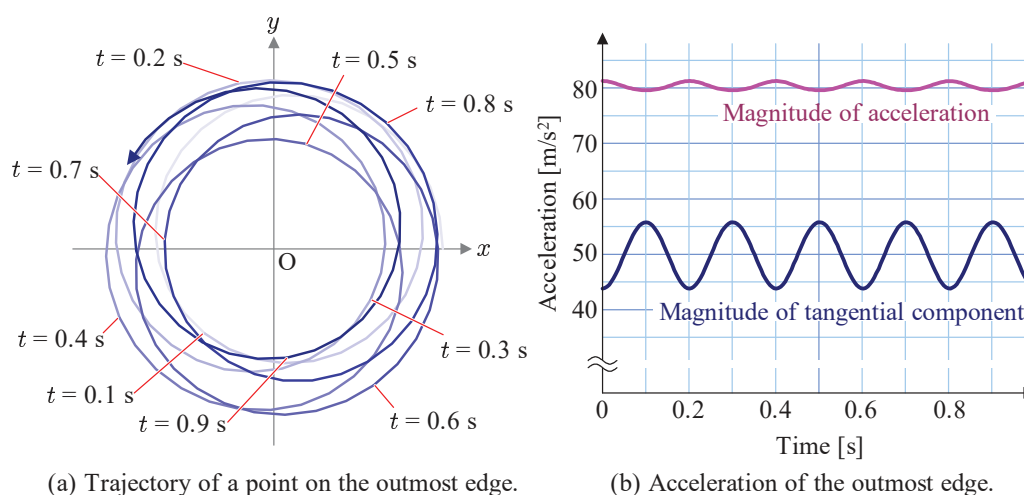 y
t = 0.2 s
t = 0.5 s
t = 0.8 s
t = 0.7 s
x
O
t = 0.4 s
t = 0.3 s
t = 0.1 s
t = 0.9 s
t = 0.6 s
(a) Trajectory of a point on the outmost edge.
Acceleration [m/s²]
80
70
60
50
40
Magnitude of acceleration
Magnitude of tangential component
0
0.2
0.4
0.6
0.8
Time [s]
(b) Acceleration of the outmost edge.